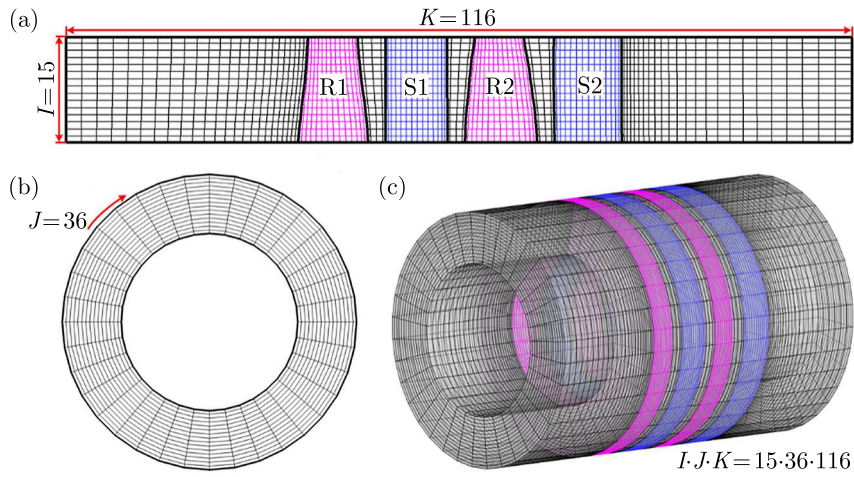 (a)
K=116
I=15
R1 S1 R2 S2
(b)
J=36
(c)
I·J·K=15·36·116